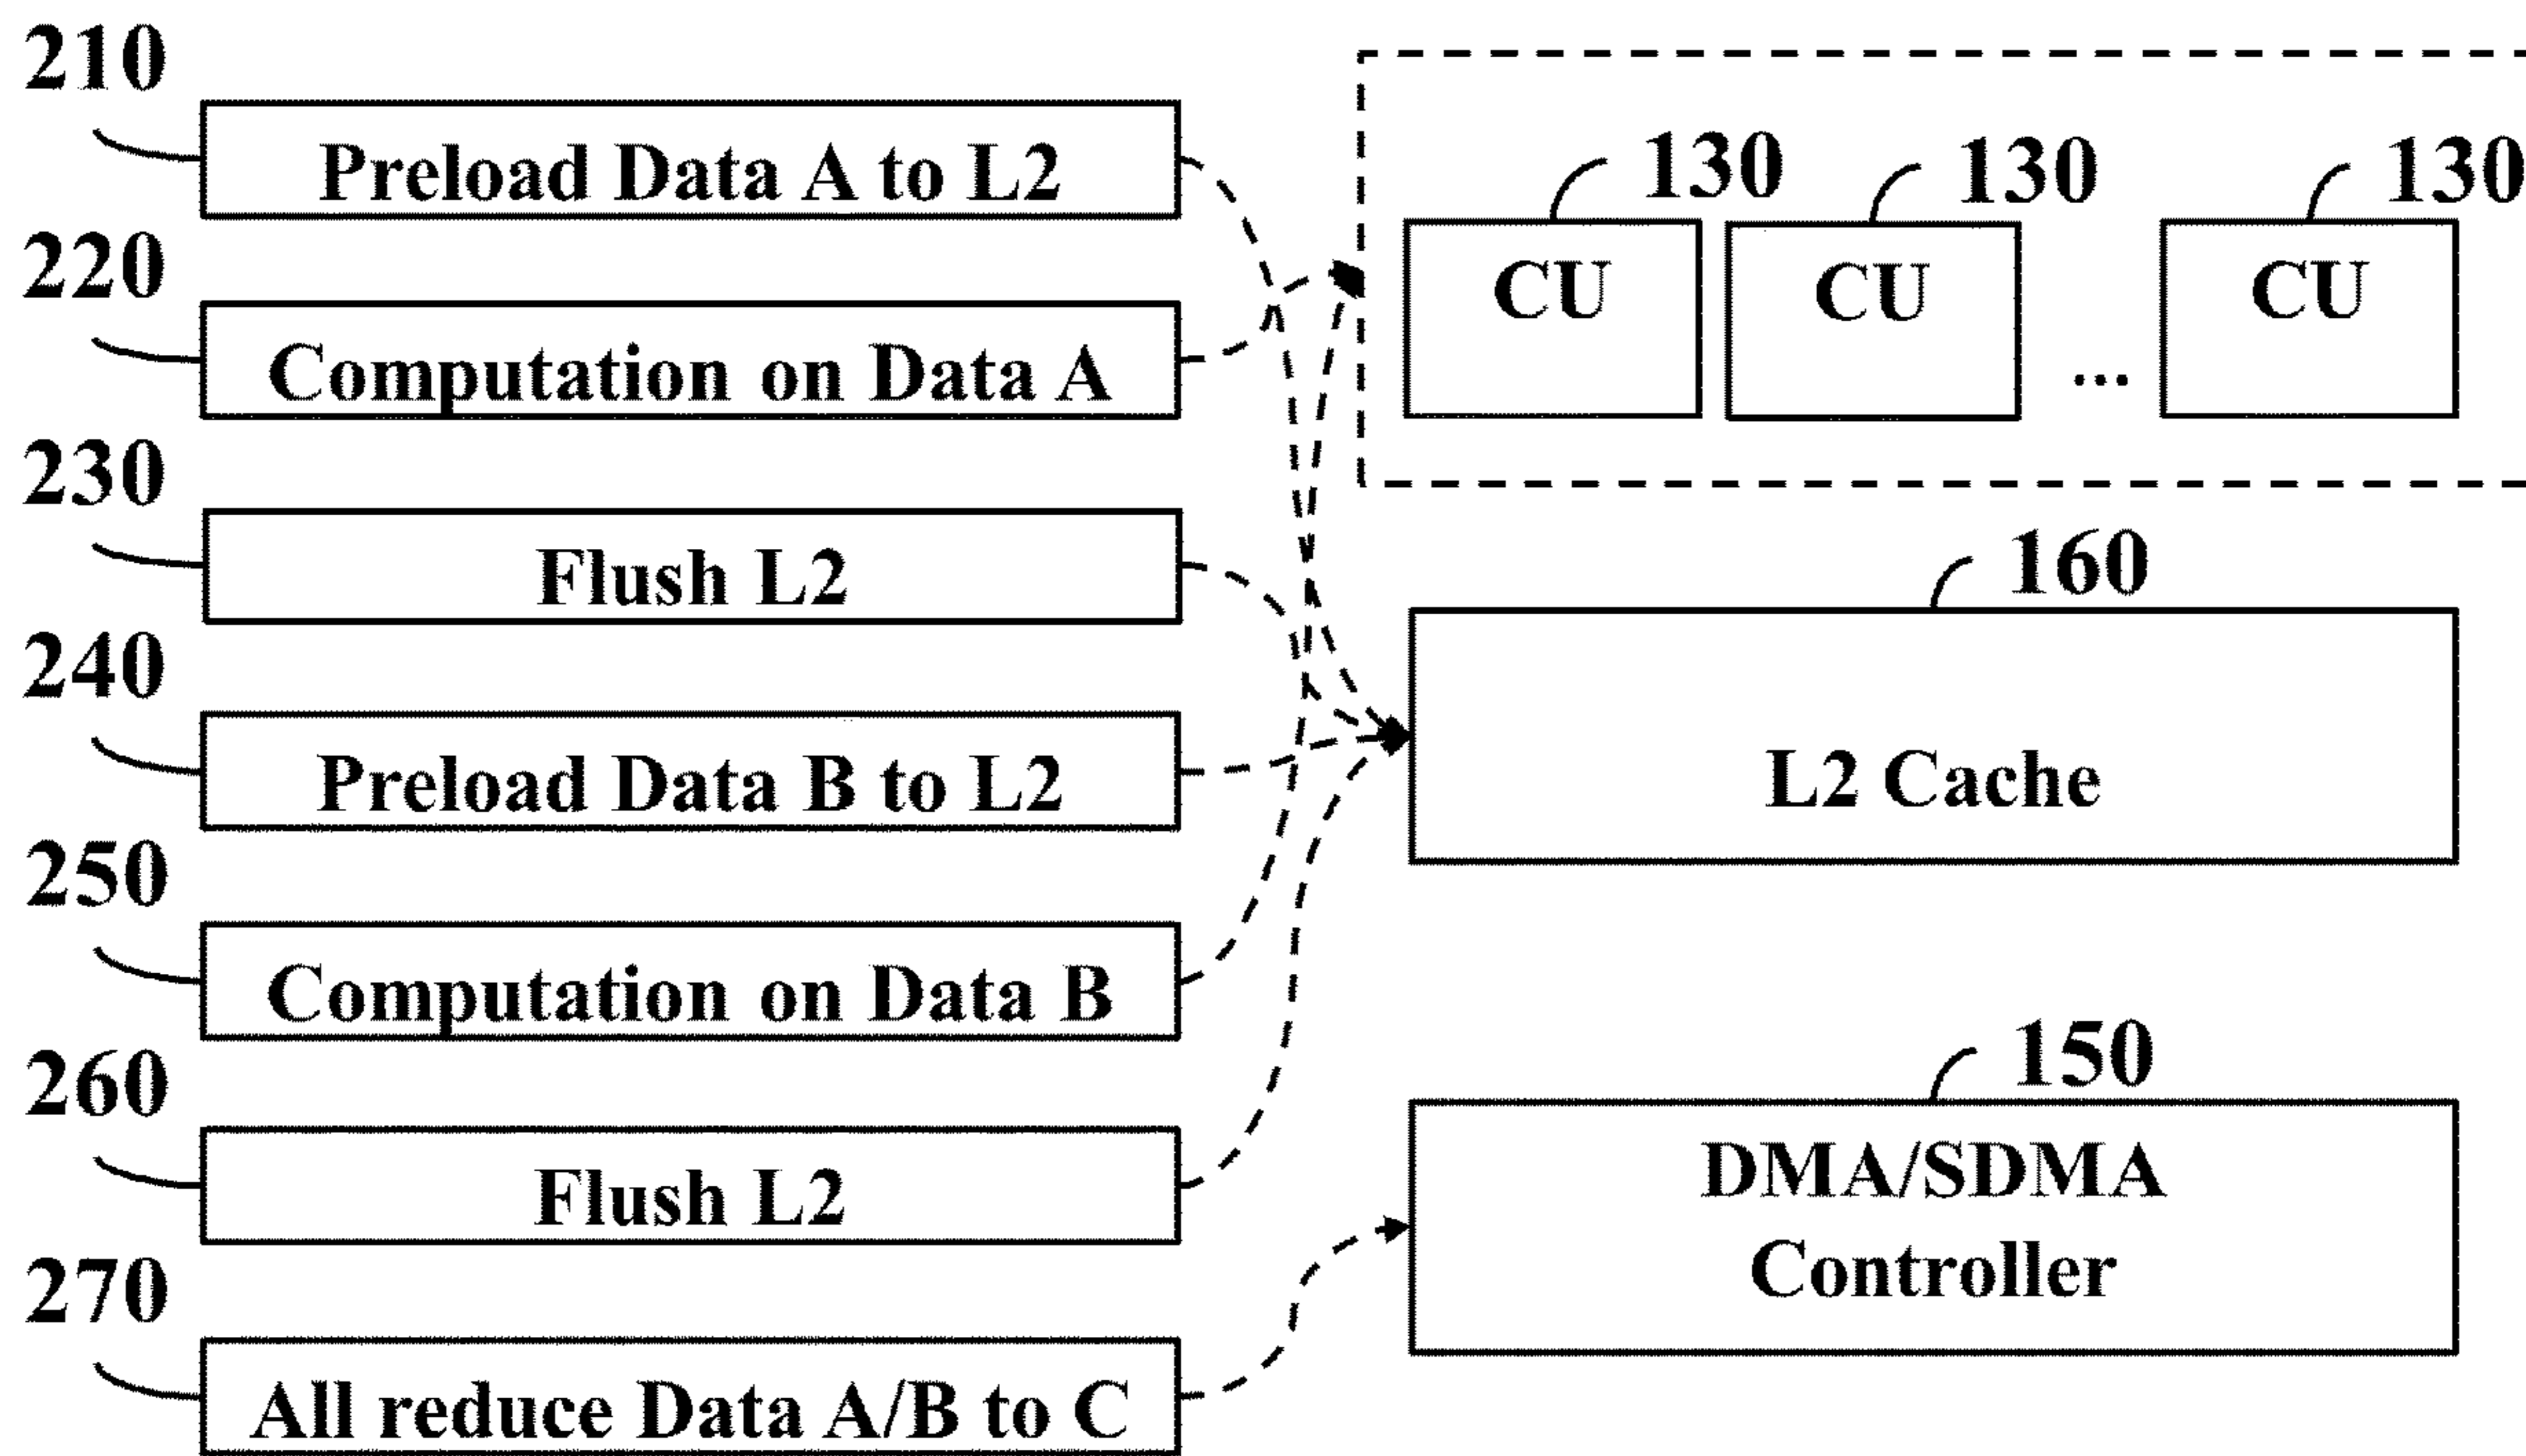 210
Preload Data A to L2
220
Computation on Data A
230
Flush L2
240
Preload Data B to L2
250
Computation on Data B
260
Flush L2
270
All reduce Data A/B to C
130 130 130
CU CU ... CU
160
L2 Cache
150
DMA/SDMA
Controller